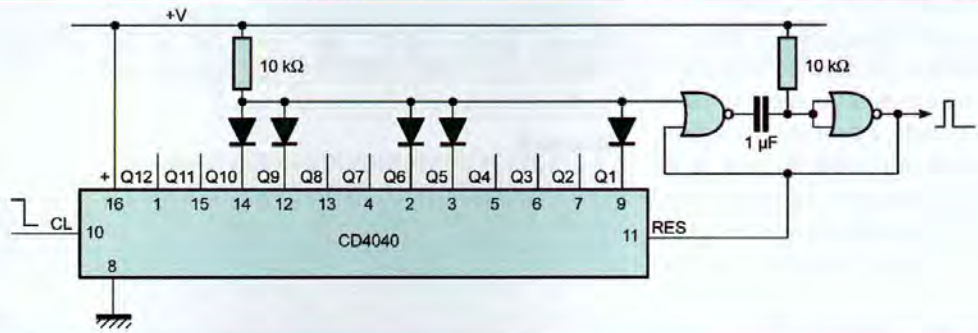 +V
10 kΩ
10 kΩ
1 µF
+ Q12 Q11 Q10 Q9 Q8 Q7 Q6 Q5 Q4 Q3 Q2 Q1
16 1 15 14 12 13 4 2 3 5 6 7 9
CL 10 CD4040 11 RES
8